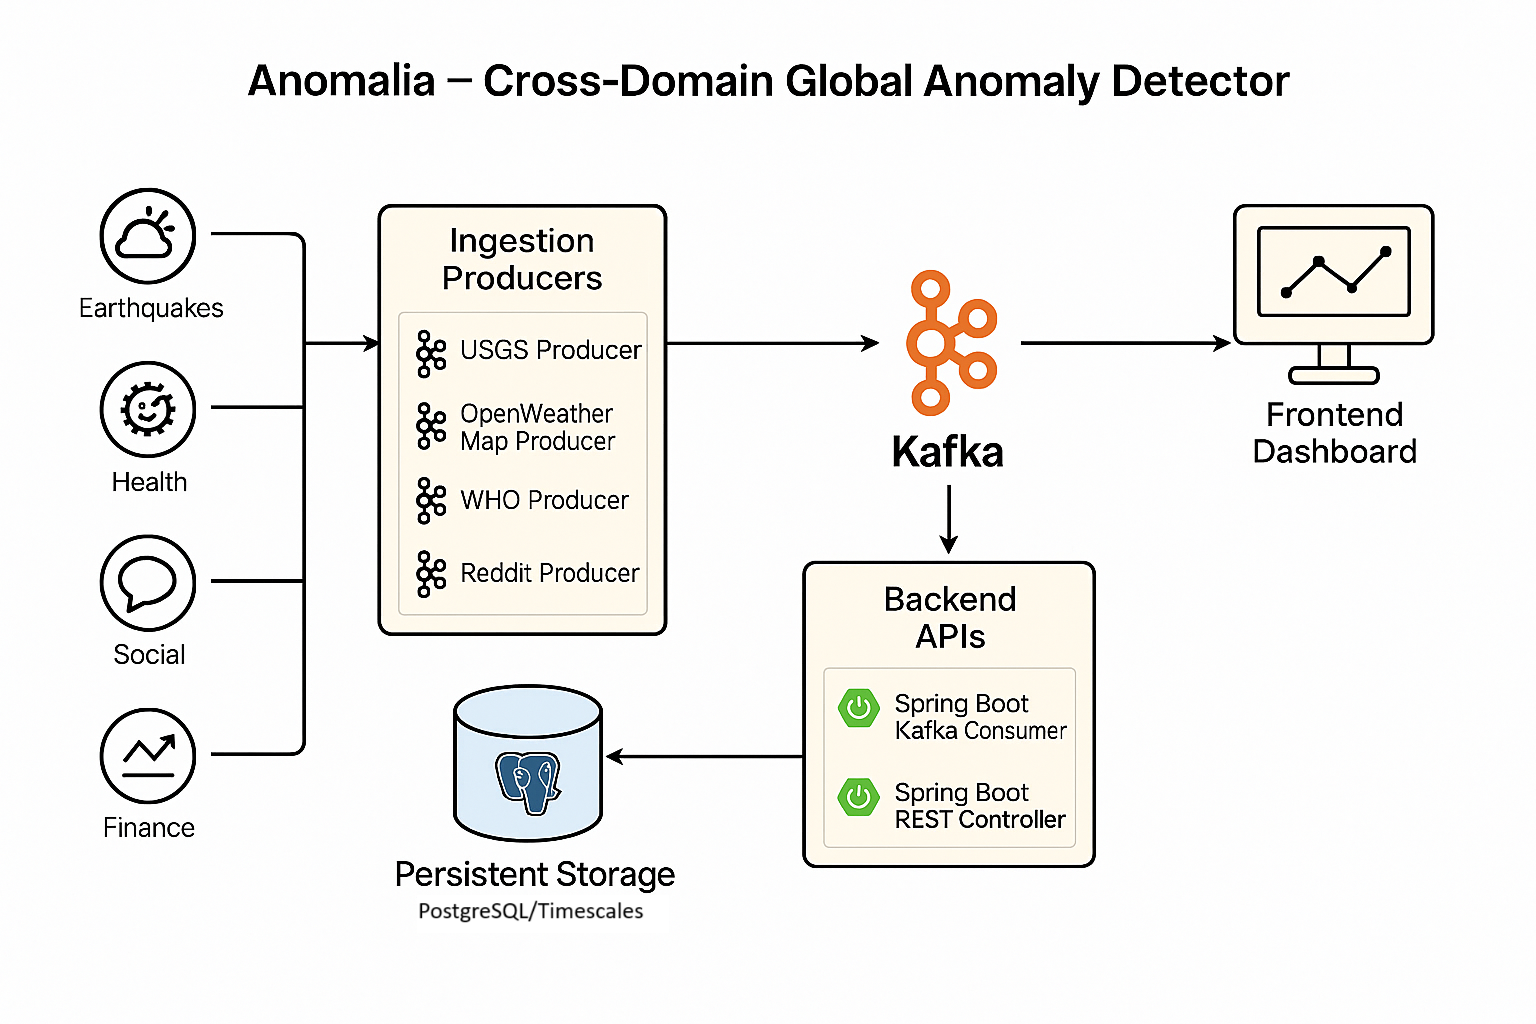 Anomalia – Cross-Domain Global Anomaly Detector
Earthquakes
Health
Social
Finance
Ingestion
Producers
USGS Producer
OpenWeather
Map Producer
WHO Producer
Reddit Producer
Kafka
Frontend
Dashboard
Backend
APIs
Spring Boot
Kafka Consumer
Spring Boot
REST Controller
Persistent Storage
PostgreSQL/Timescales